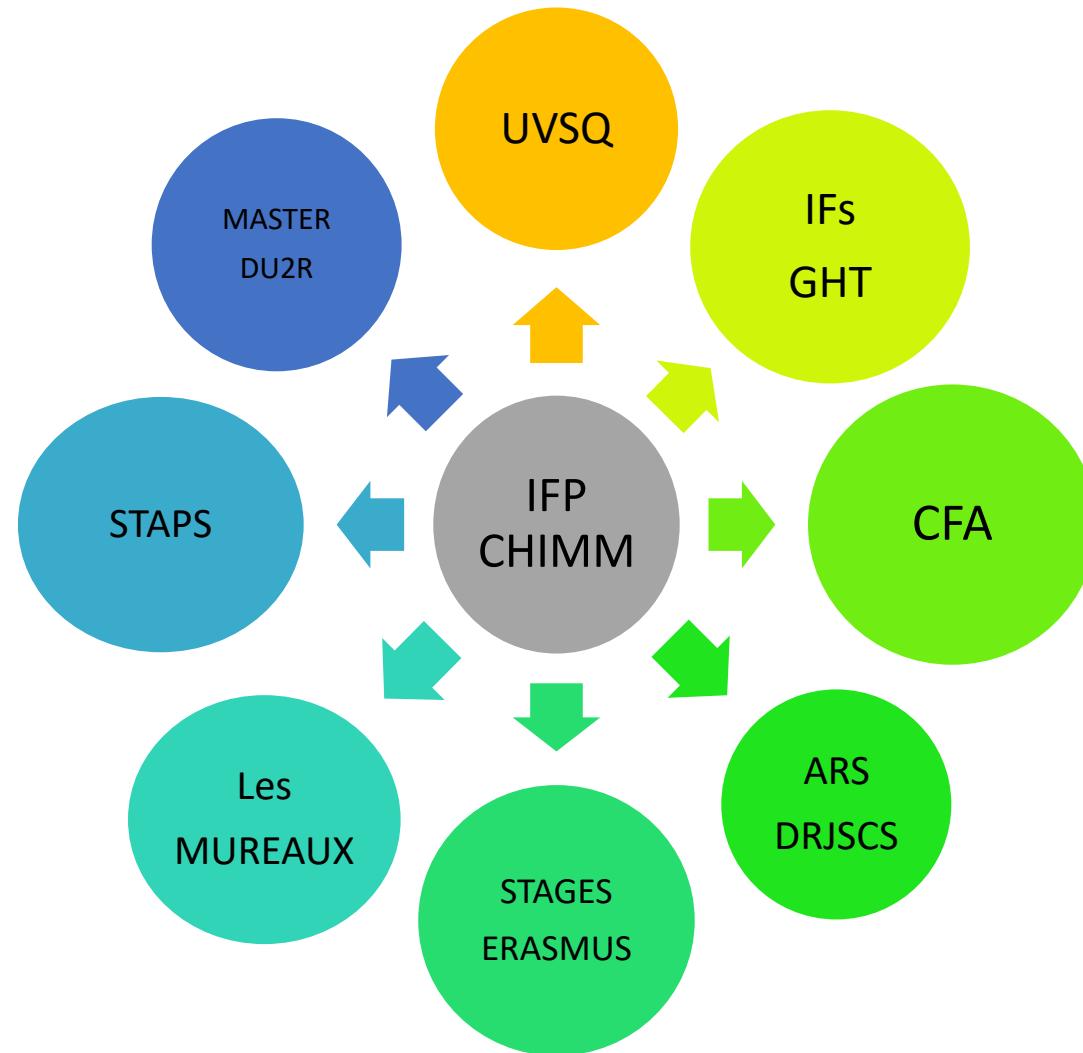 UVSQ
IFs
GHT
CFA
ARS
DRJSCS
STAGES
ERASMUS
Les
MUREAUX
STAPS
MASTER
DU2R
IFP
CHIMM